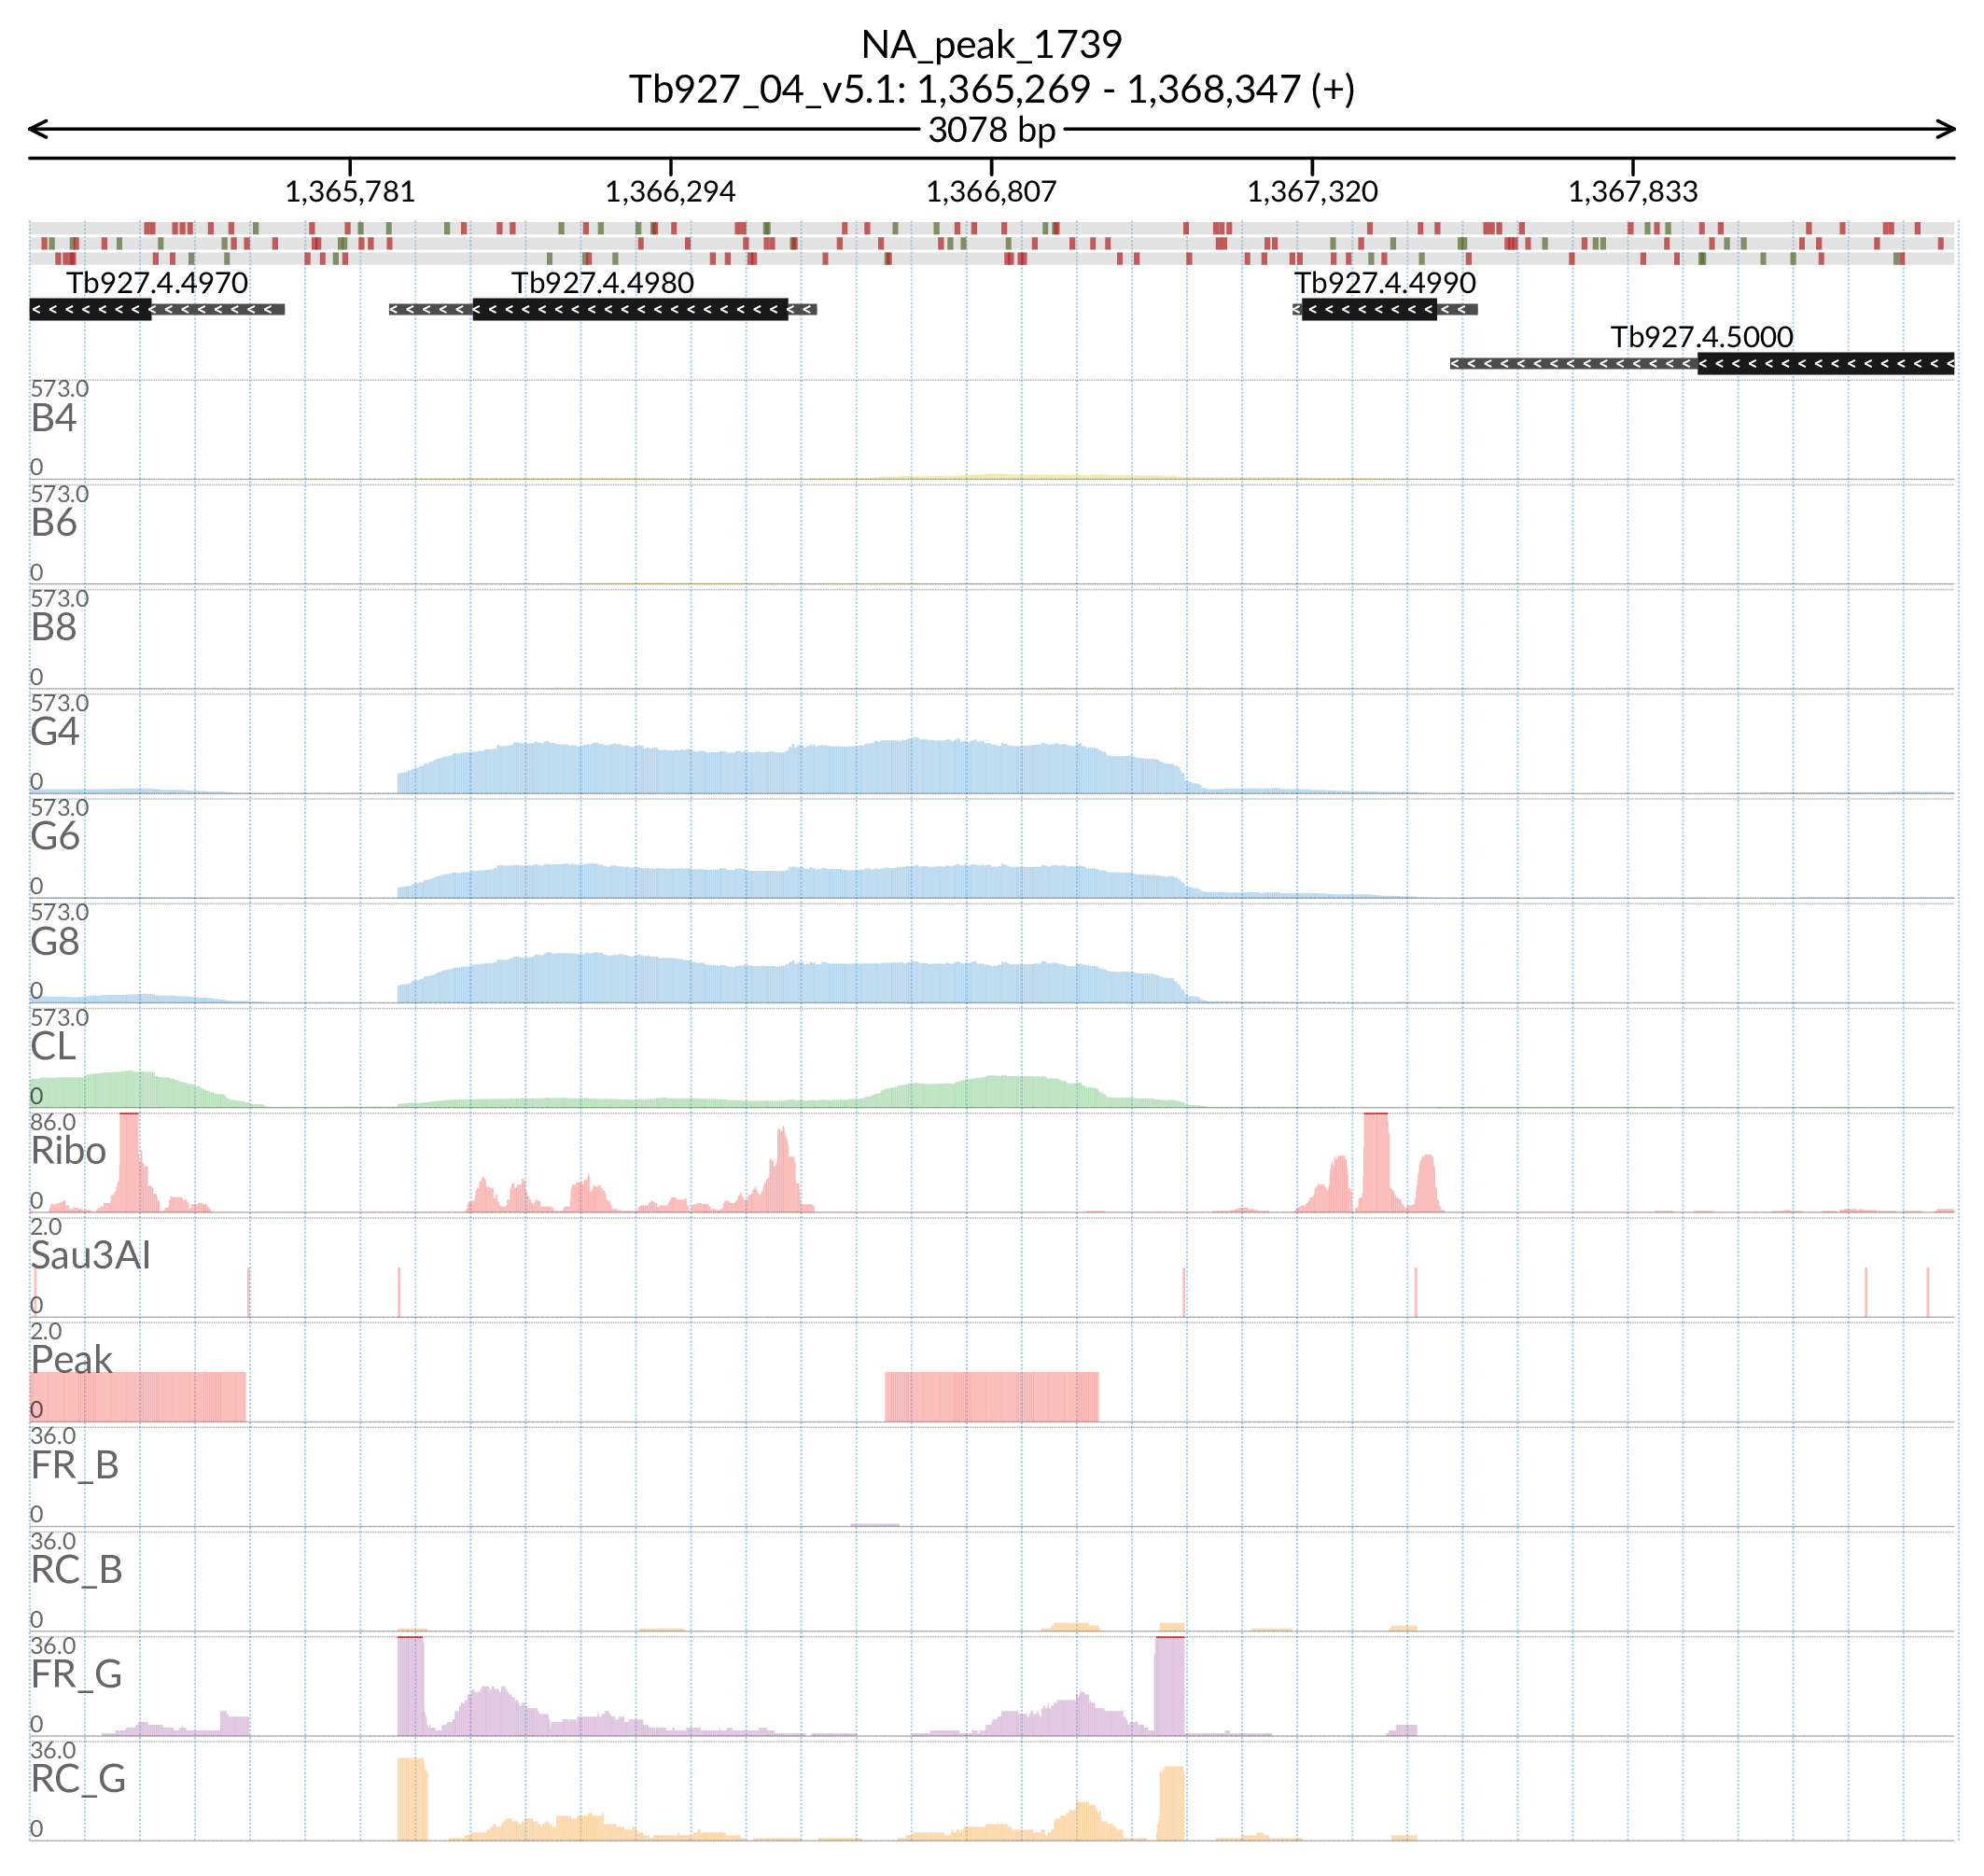 NA_peak_1739
Tb927_04_v5.1: 1,365,269 - 1,368,347 (+)
3078 bp
1,365,781 1,366,294 1,366,807 1,367,320 1,367,833
Tb927.4.4970 Tb927.4.4980 Tb927.4.4990
Tb927.4.5000
573.0
B4
0
573.0
B6
0
573.0
B8
0
573.0
G4
0
573.0
G6
0
573.0
G8
0
573.0
CL
0
86.0
Ribo
0
2.0
Sau3AI
0
2.0
Peak
0
36.0
FR_B
0
36.0
RC_B
0
36.0
FR_G
0
36.0
RC_G
0